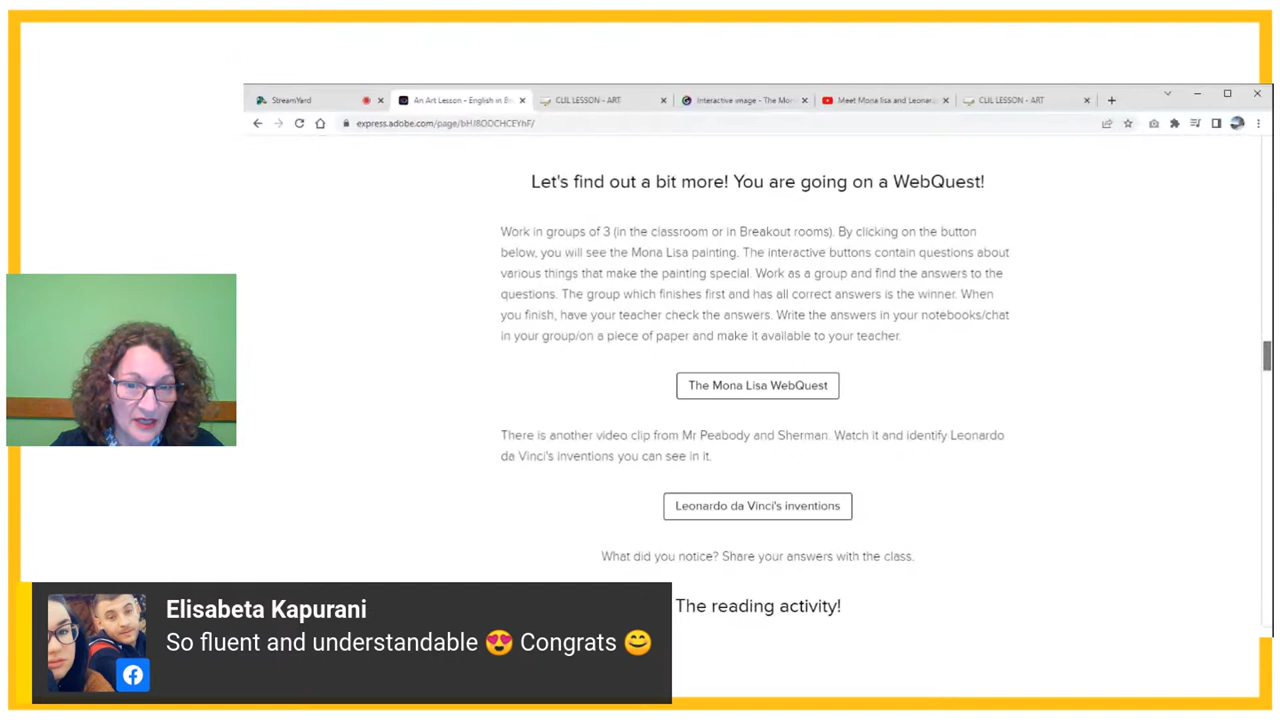 StreamYard
An Art Lesson - English in Br
CLIL LESSON - ART
Interactive image - The Mon
Meet Mona lisa and Leonar
CLIL LESSON - ART
express.adobe.com/page/bHJ8ODCHCEYhF/
Let's find out a bit more! You are going on a WebQuest!
Work in groups of 3 (in the classroom or in Breakout rooms). By clicking on the button
below, you will see the Mona Lisa painting. The interactive buttons contain questions about
various things that make the painting special. Work as a group and find the answers to the
questions. The group which finishes first and has all correct answers is the winner. When
you finish, have your teacher check the answers. Write the answers in your notebooks/chat
in your group/on a piece of paper and make it available to your teacher.
The Mona Lisa WebQuest
There is another video clip from Mr Peabody and Sherman. Watch it and identify Leonardo
da Vinci's inventions you can see in it.
Leonardo da Vinci's inventions
What did you notice? Share your answers with the class.
The reading activity!
Elisabeta Kapurani
So fluent and understandable 😍 Congrats 😊